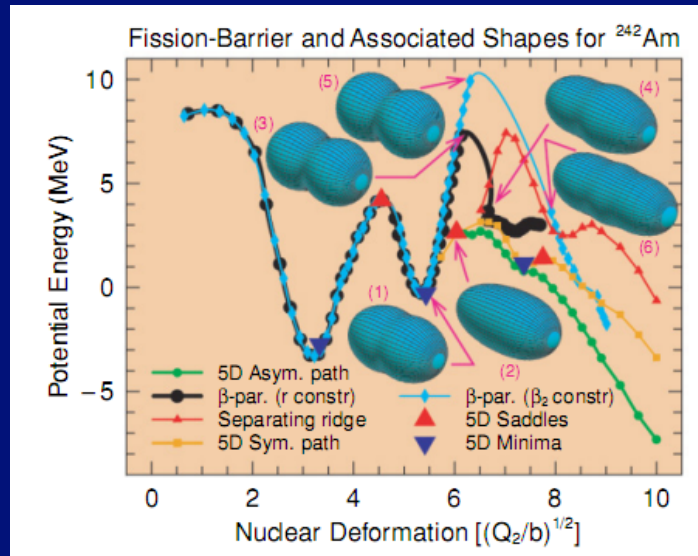 Fission-Barrier and Associated Shapes for ²⁴²Am
Potential Energy (MeV)
10
5
0
−5
(5)
(4)
(3)
(6)
(1)
(2)
5D Asym. path
β-par. (r constr)
Separating ridge
5D Sym. path
β-par. (β₂ constr)
5D Saddles
5D Minima
0 2 4 6 8 10
Nuclear Deformation [(Q₂/b)¹ᐟ²]